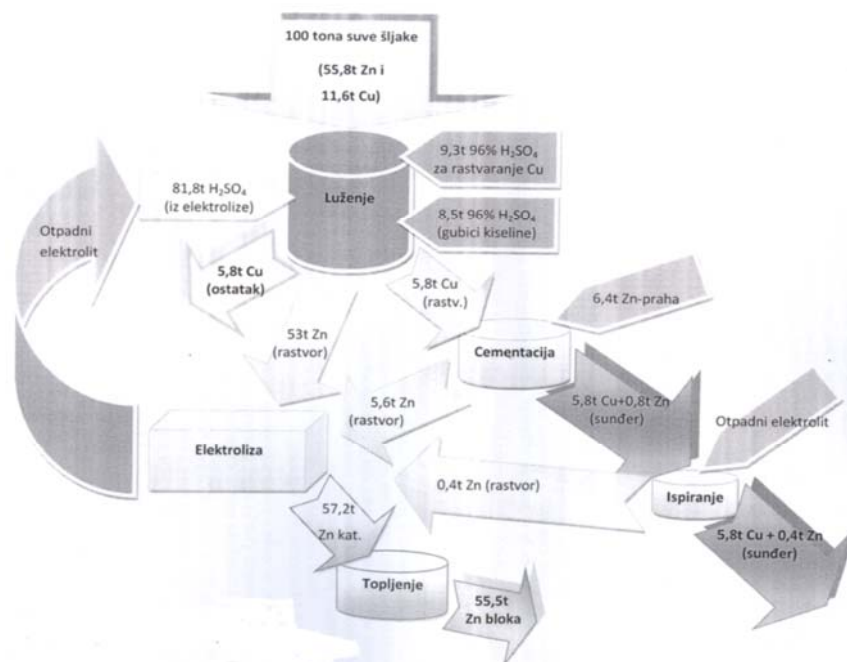 100 tona suve šljake
(55,8t Zn i
11,6t Cu)
9,3t 96% H₂SO₄
za rastvaranje Cu
81,8t H₂SO₄
(iz elektrolize)
Luženje
8,5t 96% H₂SO₄
(gubici kiseline)
Otpadni
elektrolit
5,8t Cu
(ostatak)
5,8t Cu
(rastv.)
6,4t Zn-praha
53t Zn
(rastvor)
Cementacija
5,6t Zn
(rastvor)
5,8t Cu+0,8t Zn
(sunđer)
Otpadni elektrolit
Elektroliza
0,4t Zn (rastvor)
Ispiranje
57,2t
Zn kat.
5,8t Cu + 0,4t Zn
(sunđer)
Topljenje
55,5t
Zn bloka